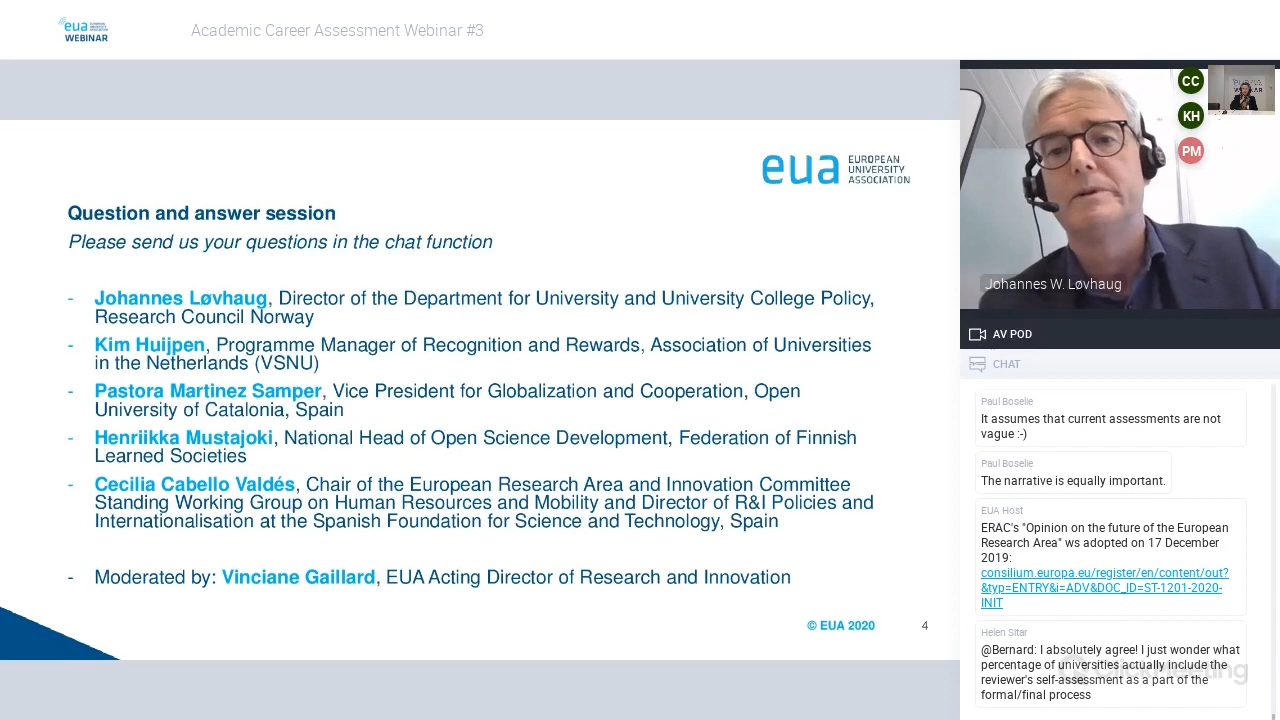 eua
EUROPEAN
UNIVERSITY
ASSOCIATION
WEBINAR
Academic Career Assessment Webinar #3
eua
EUROPEAN
UNIVERSITY
ASSOCIATION
Question and answer session
Please send us your questions in the chat function
- Johannes Løvhaug, Director of the Department for University and University College Policy,
Research Council Norway
- Kim Huijpen, Programme Manager of Recognition and Rewards, Association of Universities
in the Netherlands (VSNU)
- Pastora Martinez Samper, Vice President for Globalization and Cooperation, Open
University of Catalonia, Spain
- Henriikka Mustajoki, National Head of Open Science Development, Federation of Finnish
Learned Societies
- Cecilia Cabello Valdés, Chair of the European Research Area and Innovation Committee
Standing Working Group on Human Resources and Mobility and Director of R&I Policies and
Internationalisation at the Spanish Foundation for Science and Technology, Spain
- Moderated by: Vinciane Gaillard, EUA Acting Director of Research and Innovation
© EUA 2020
4
CC
KH
PM
Johannes W. Løvhaug
AV POD
CHAT
Paul Boselie
It assumes that current assessments are not
vague :-)
Paul Boselie
The narrative is equally important.
EUA Host
ERAC's "Opinion on the future of the European
Research Area" ws adopted on 17 December
2019:
consilium.europa.eu/register/en/content/out?
&typ=ENTRY&i=ADV&DOC_ID=ST-1201-2020-
INIT
Helen Sitar
@Bernard: I absolutely agree! I just wonder what
percentage of universities actually include the
reviewer's self-assessment as a part of the
formal/final process
ClickMeeting